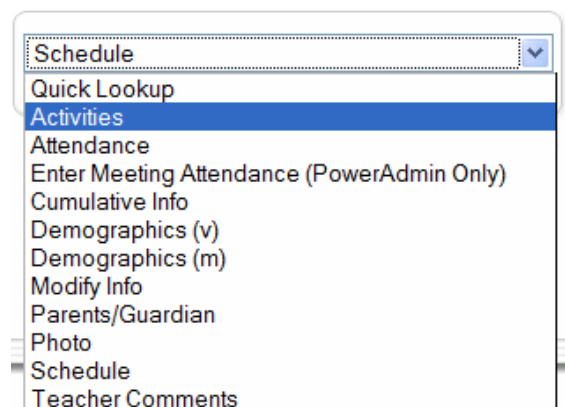 Schedule
Quick Lookup
Activities
Attendance
Enter Meeting Attendance (PowerAdmin Only)
Cumulative Info
Demographics (v)
Demographics (m)
Modify Info
Parents/Guardian
Photo
Schedule
Teacher Comments